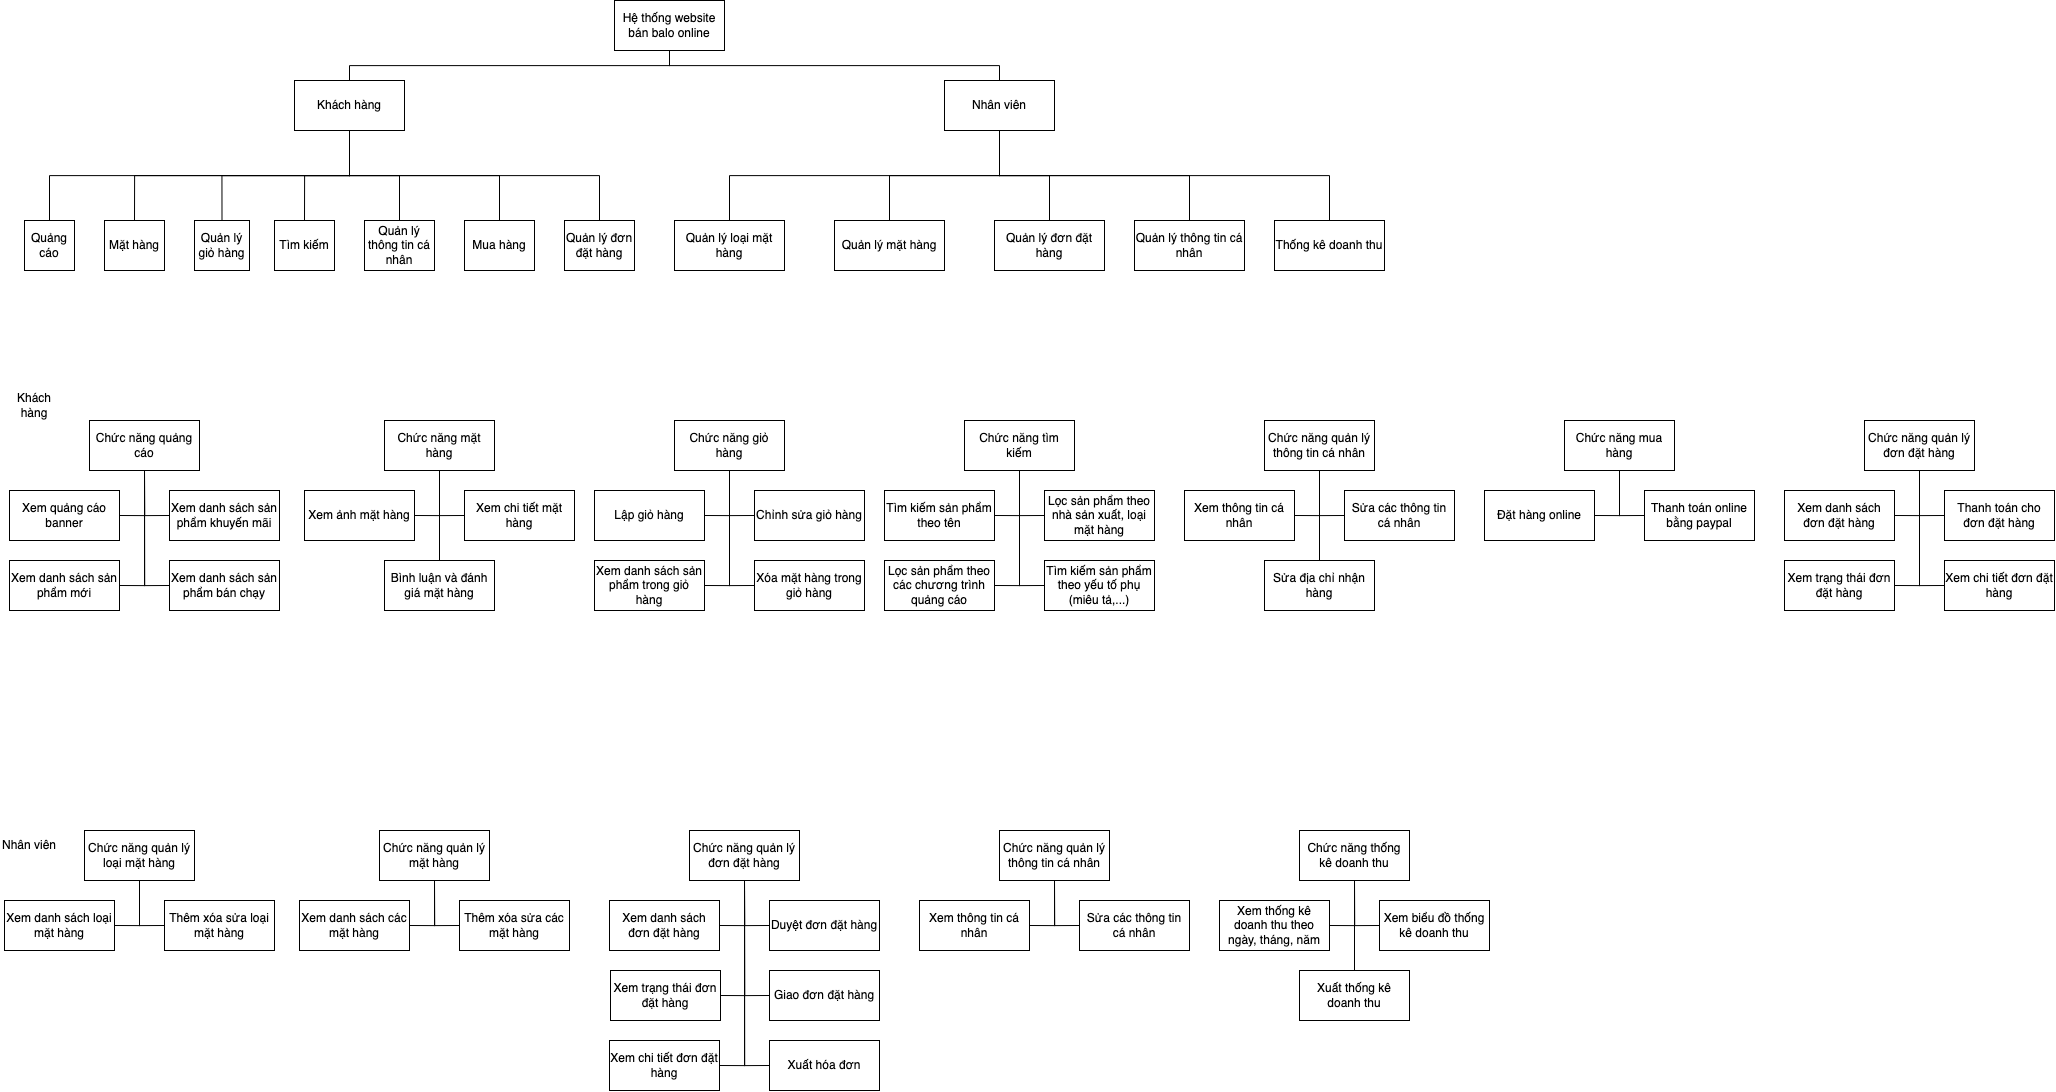 Hệ thống website
bán balo online
Khách hàng
Nhân viên
Quảng
cáo
Mặt hàng
Quản lý
giỏ hàng
Tìm kiếm
Quản lý
thông tin cá
nhân
Mua hàng
Quản lý đơn
đặt hàng
Quản lý loại mặt
hàng
Quản lý mặt hàng
Quản lý đơn đặt
hàng
Quản lý thông tin cá
nhân
Thống kê doanh thu
Khách
hàng
Chức năng quảng
cáo
Xem quảng cáo
banner
Xem danh sách sản
phẩm khuyến mãi
Xem danh sách sản
phẩm mới
Xem danh sách sản
phẩm bán chạy
Chức năng mặt
hàng
Xem ảnh mặt hàng
Xem chi tiết mặt
hàng
Bình luận và đánh
giá mặt hàng
Chức năng giỏ
hàng
Lập giỏ hàng
Chỉnh sửa giỏ hàng
Xem danh sách sản
phẩm trong giỏ
hàng
Xóa mặt hàng trong
giỏ hàng
Chức năng tìm
kiếm
Tìm kiếm sản phẩm
theo tên
Lọc sản phẩm theo
nhà sản xuất, loại
mặt hàng
Lọc sản phẩm theo
các chương trình
quảng cáo
Tìm kiếm sản phẩm
theo yếu tố phụ
(miêu tả,...)
Chức năng quản lý
thông tin cá nhân
Xem thông tin cá
nhân
Sửa các thông tin
cá nhân
Sửa địa chỉ nhận
hàng
Chức năng mua
hàng
Đặt hàng online
Thanh toán online
bằng paypal
Chức năng quản lý
đơn đặt hàng
Xem danh sách
đơn đặt hàng
Thanh toán cho
đơn đặt hàng
Xem trạng thái đơn
đặt hàng
Xem chi tiết đơn đặt
hàng
Nhân viên
Chức năng quản lý
loại mặt hàng
Xem danh sách loại
mặt hàng
Thêm xóa sửa loại
mặt hàng
Chức năng quản lý
mặt hàng
Xem danh sách các
mặt hàng
Thêm xóa sửa các
mặt hàng
Chức năng quản lý
đơn đặt hàng
Xem danh sách
đơn đặt hàng
Duyệt đơn đặt hàng
Xem trạng thái đơn
đặt hàng
Giao đơn đặt hàng
Xem chi tiết đơn đặt
hàng
Xuất hóa đơn
Chức năng quản lý
thông tin cá nhân
Xem thông tin cá
nhân
Sửa các thông tin
cá nhân
Chức năng thống
kê doanh thu
Xem thống kê
doanh thu theo
ngày, tháng, năm
Xem biểu đồ thống
kê doanh thu
Xuất thống kê
doanh thu